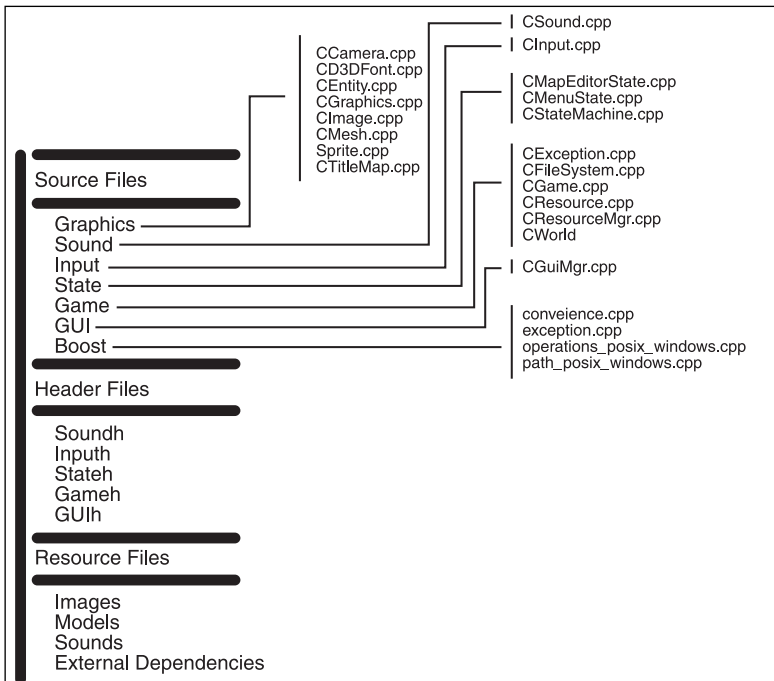 Source Files
Graphics
Sound
Input
State
Game
GUI
Boost
Header Files
Soundh
Inputh
Stateh
Gameh
GUIh
Resource Files
Images
Models
Sounds
External Dependencies
CCamera.cpp
CD3DFont.cpp
CEntity.cpp
CGraphics.cpp
CImage.cpp
CMesh.cpp
Sprite.cpp
CTitleMap.cpp
CSound.cpp
CInput.cpp
CMapEditorState.cpp
CMenuState.cpp
CStateMachine.cpp
CException.cpp
CFileSystem.cpp
CGame.cpp
CResource.cpp
CResourceMgr.cpp
CWorld
CGuiMgr.cpp
conveience.cpp
exception.cpp
operations_posix_windows.cpp
path_posix_windows.cpp